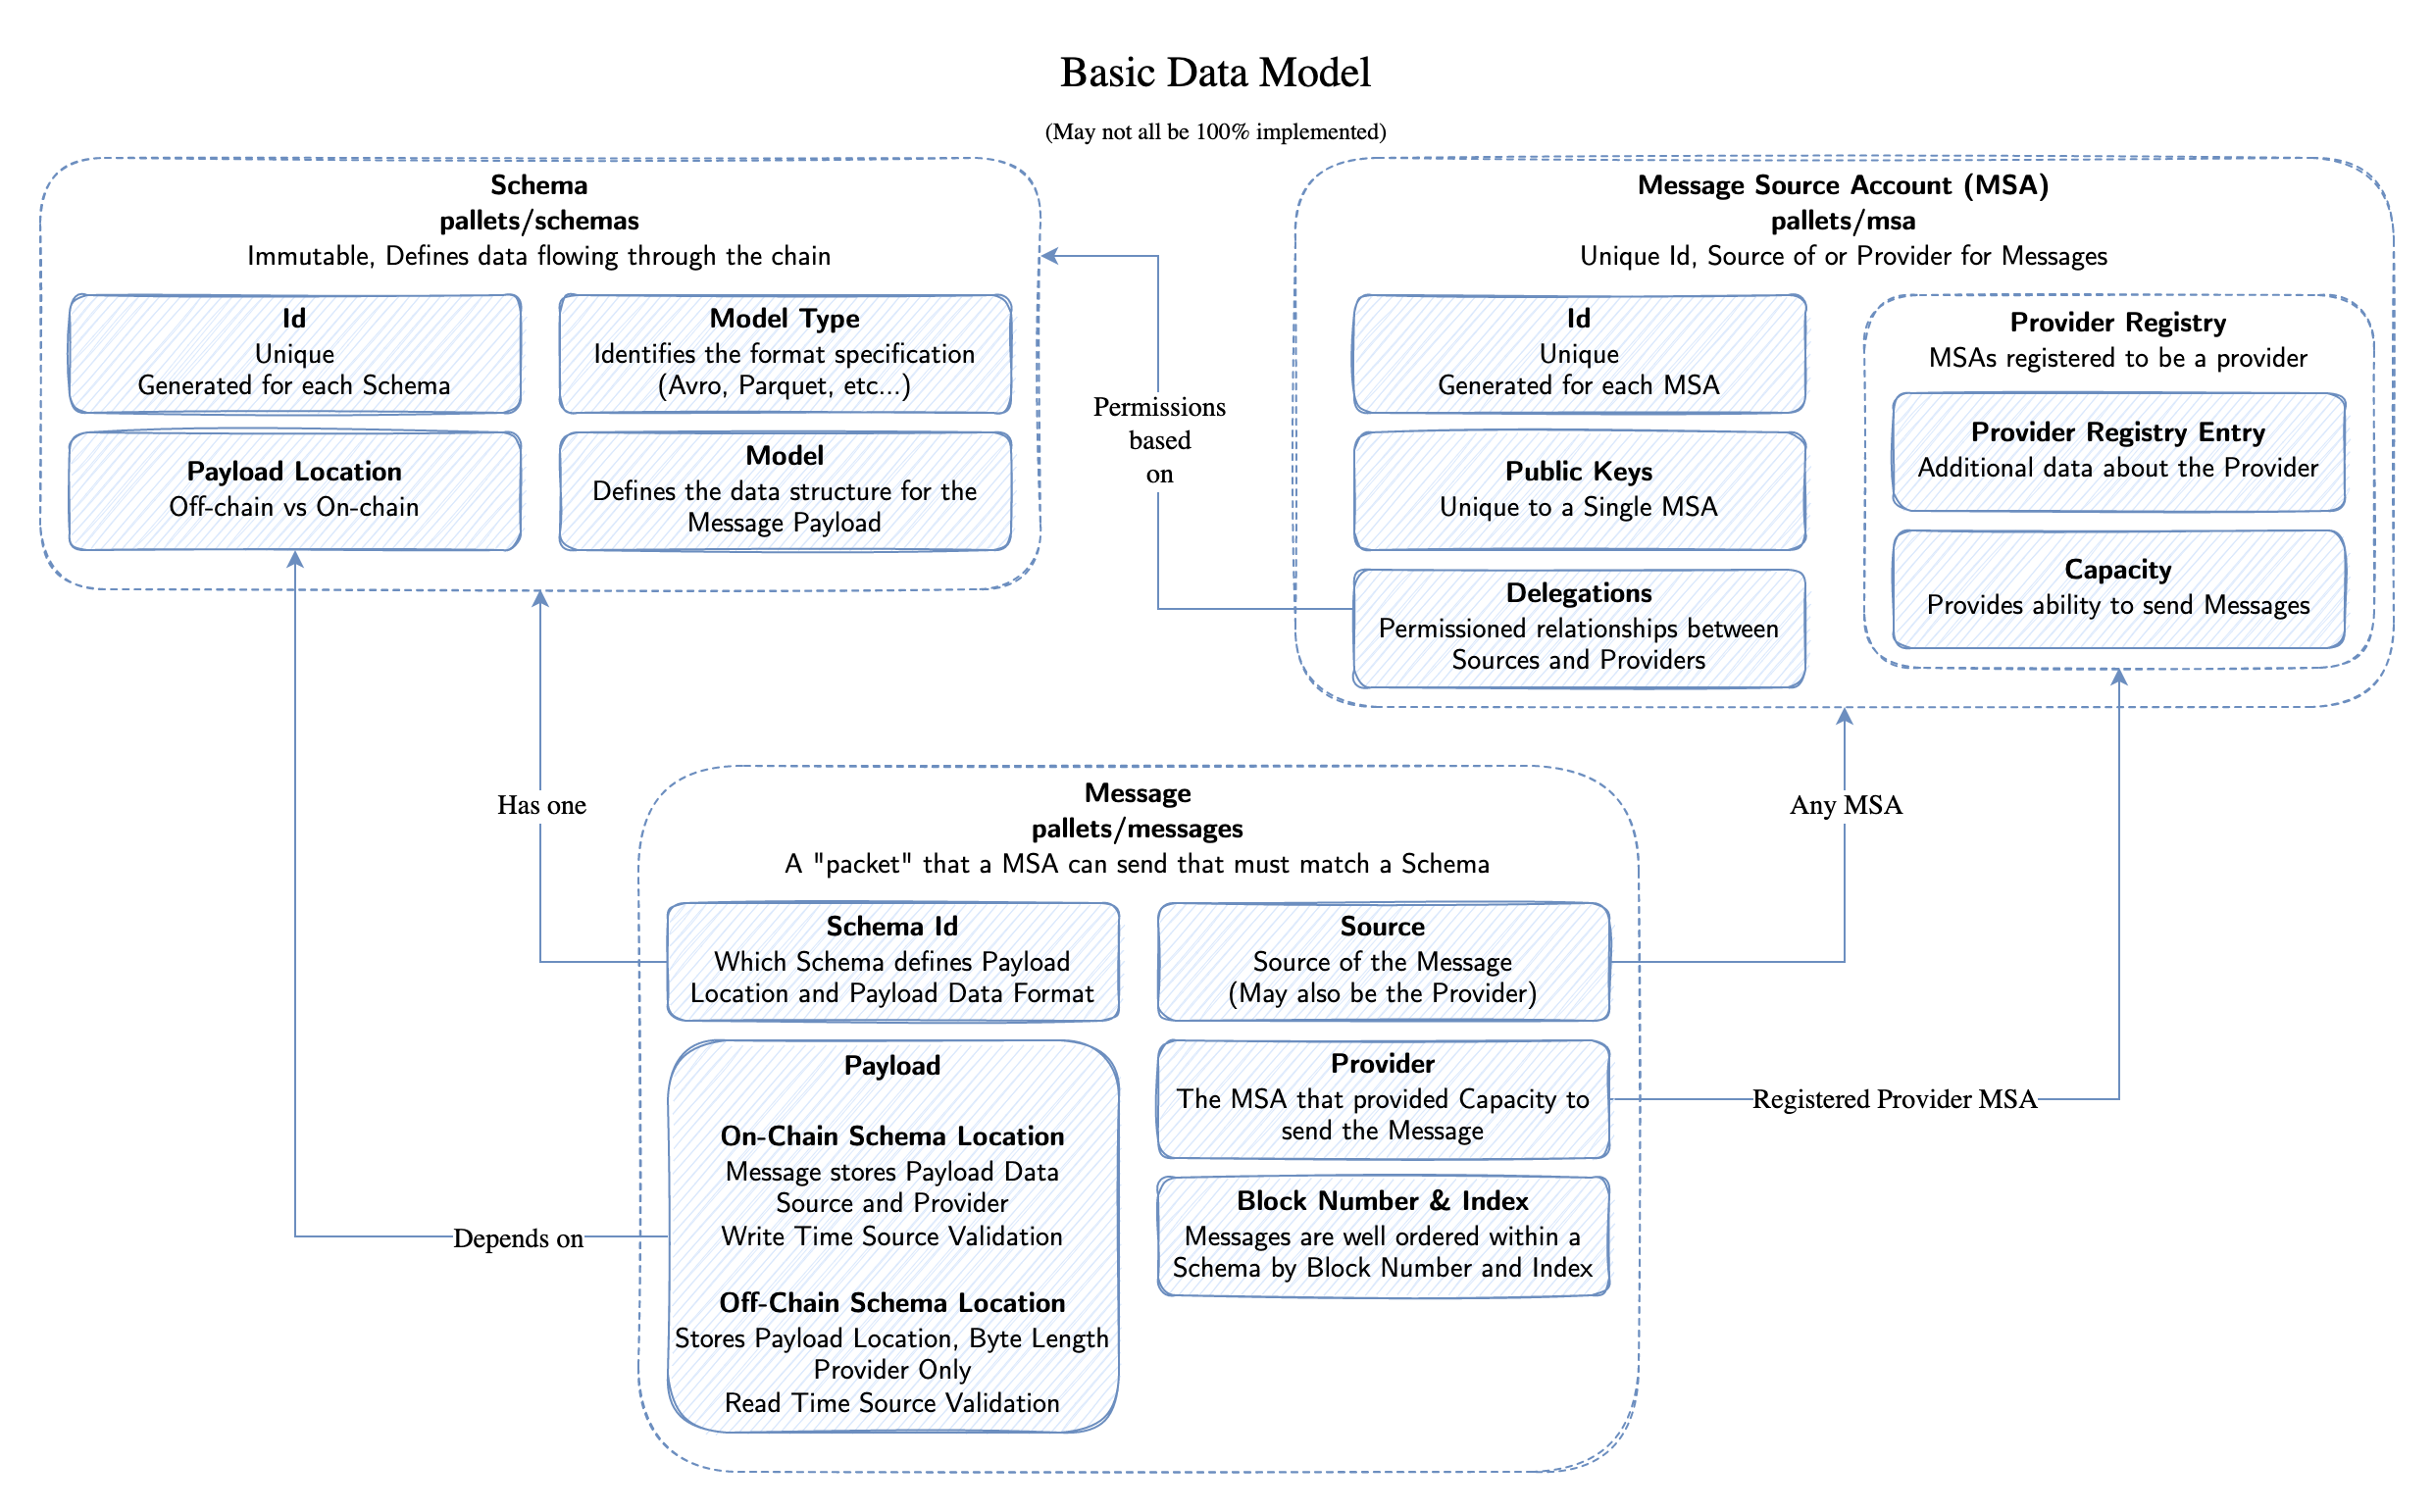 Basic Data Model
(May not all be 100% implemented)
Schema
pallets/schemas
Immutable, Defines data flowing through the chain
Id
Unique
Generated for each Schema
Model Type
Identifies the format specification
(Avro, Parquet, etc...)
Payload Location
Off-chain vs On-chain
Model
Defines the data structure for the
Message Payload
Permissions
based
on
Message Source Account (MSA)
pallets/msa
Unique Id, Source of or Provider for Messages
Id
Unique
Generated for each MSA
Public Keys
Unique to a Single MSA
Delegations
Permissioned relationships between
Sources and Providers
Provider Registry
MSAs registered to be a provider
Provider Registry Entry
Additional data about the Provider
Capacity
Provides ability to send Messages
Has one
Any MSA
Message
pallets/messages
A "packet" that a MSA can send that must match a Schema
Schema Id
Which Schema defines Payload
Location and Payload Data Format
Source
Source of the Message
(May also be the Provider)
Payload
On-Chain Schema Location
Message stores Payload Data
Source and Provider
Write Time Source Validation
Off-Chain Schema Location
Stores Payload Location, Byte Length
Provider Only
Read Time Source Validation
Provider
The MSA that provided Capacity to
send the Message
Block Number & Index
Messages are well ordered within a
Schema by Block Number and Index
Registered Provider MSA
Depends on